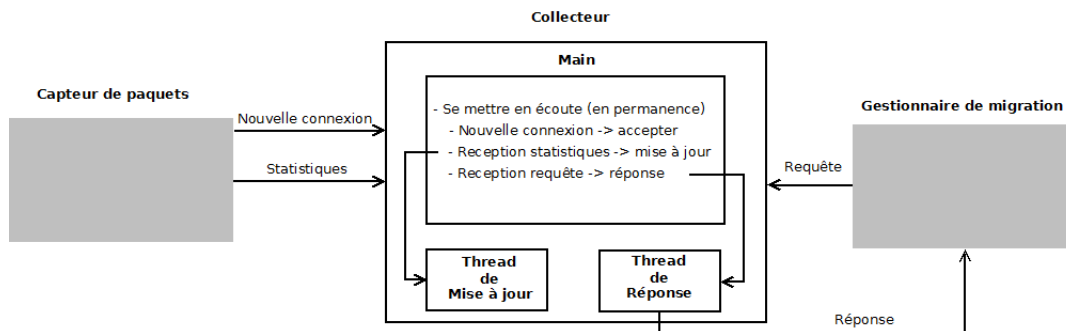 Collecteur
Main
Capteur de paquets
Nouvelle connexion
Statistiques
- Se mettre en écoute (en permanence)
- Nouvelle connexion -> accepter
- Reception statistiques -> mise à jour
- Reception requête -> réponse
Thread
de
Mise à jour
Thread
de
Réponse
Gestionnaire de migration
Requête
Réponse